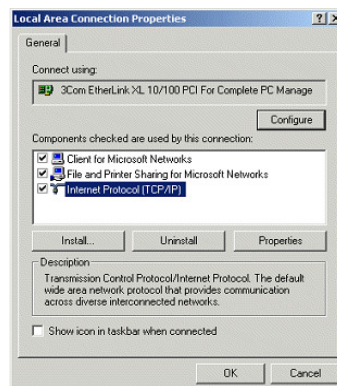 Local Area Connection Properties
General
Connect using:
3Com EtherLink XL 10/100 PCI For Complete PC Manage
Configure
Components checked are used by this connection:
Client for Microsoft Networks
File and Printer Sharing for Microsoft Networks
Internet Protocol (TCP/IP)
Install... Uninstall Properties
Description
Transmission Control Protocol/Internet Protocol. The default
wide area network protocol that provides communication
across diverse interconnected networks.
Show icon in taskbar when connected
OK Cancel